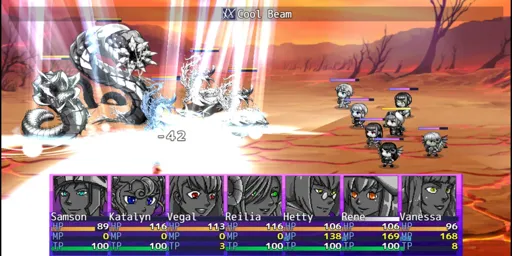 Cool Beam
-42
Samson Katalyn Vegal Reilia Hetty Rene Vanessa
HP 89 HP 116 HP 113 HP 116 HP 106 HP 106 HP 96
MP 0 MP 0 MP 0 MP 0 MP 138 MP 169 MP 168
TP 100 TP 100 TP 3 TP 100 TP 100 TP 100 TP 8